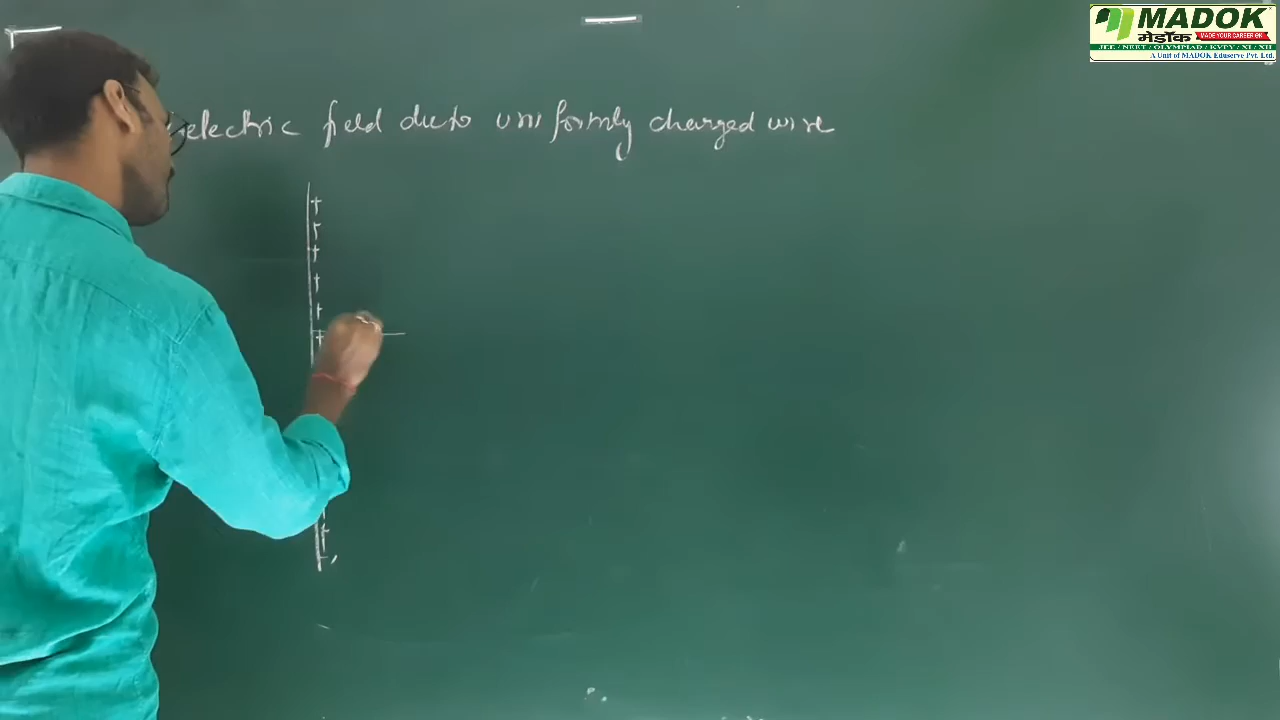 MADOK
मेडॉक MADE YOUR CAREER OK
JEE / NEET / OLYMPIAD / KVPY / XI / XII
A Unit of MADOK Eduserve Pvt. Ltd.
electric field due to uniformly charged wire
+
+
+
+
+
+
+